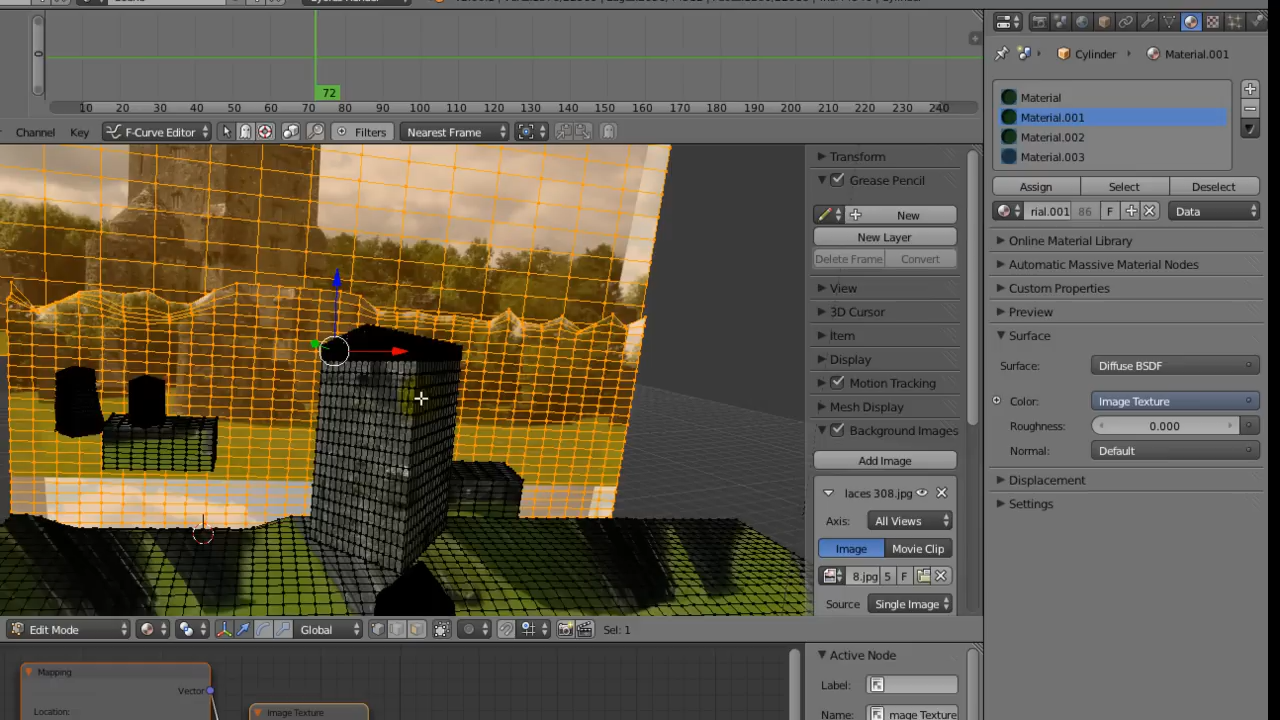 72
10 20 30 40 50 60 70 80 90 100 110 120 130 140 150 160 170 180 190 200 210 220 230 240
Channel Key F-Curve Editor Filters Nearest Frame
Cylinder Material.001
Material
Material.001
Material.002
Material.003
Assign Select Deselect
rial.001 86 F Data
Online Material Library
Automatic Massive Material Nodes
Custom Properties
Preview
Surface
Surface: Diffuse BSDF
Color: Image Texture
Roughness: 0.000
Normal: Default
Displacement
Settings
Transform
Grease Pencil
New
New Layer
Delete Frame Convert
View
3D Cursor
Item
Display
Motion Tracking
Mesh Display
Background Images
Add Image
laces 308.jpg
Axis: All Views
Image Movie Clip
8.jpg 5 F
Source Single Image
Edit Mode Global Sel: 1
Mapping
Vector
Location:
Image Texture
Active Node
Label:
Name: mage Texture